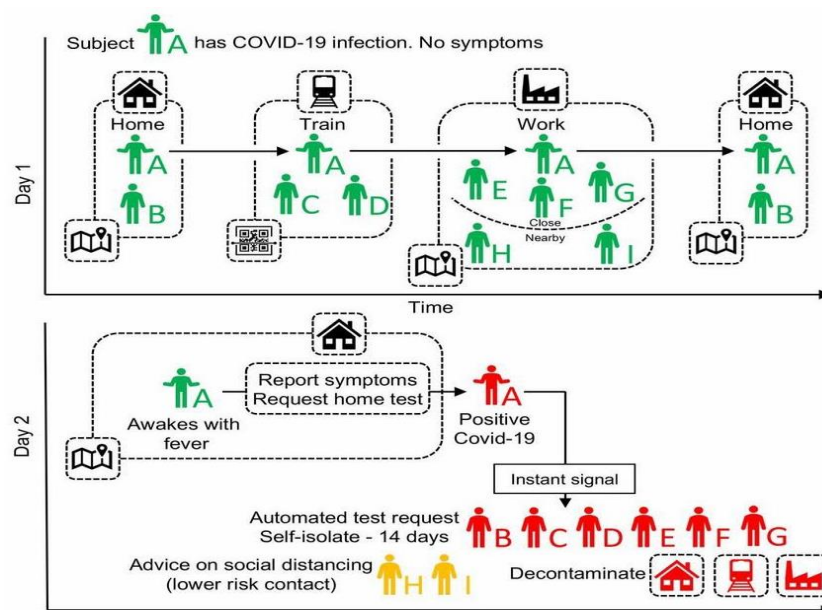 Subject A has COVID-19 infection. No symptoms
Day 1
Home
Train
Work
Home
A
A
A
A
B
C
D
E
F
G
B
Close
Nearby
H
I
Time
Day 2
A
Report symptoms
Request home test
A
Awakes with
fever
Positive
Covid-19
Instant signal
Automated test request
Self-isolate - 14 days
B C D E F G
Advice on social distancing
(lower risk contact)
H I
Decontaminate